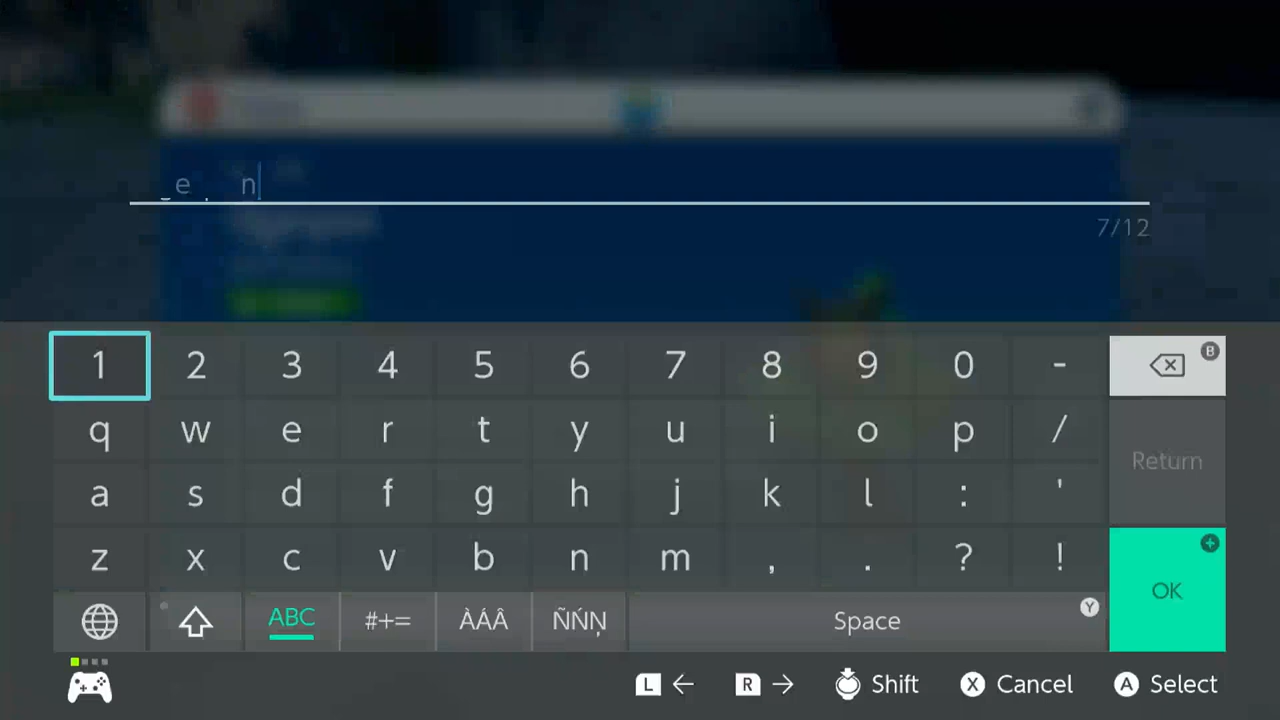 7/12
1 2 3 4 5 6 7 8 9 0 - B
q w e r t y u i o p / Return
a s d f g h j k l : '
z x c v b n m , . ? ! + OK
ABC #+= ÀÁÂ ÑŃŅ Space Y
L ← R → Shift X Cancel A Select